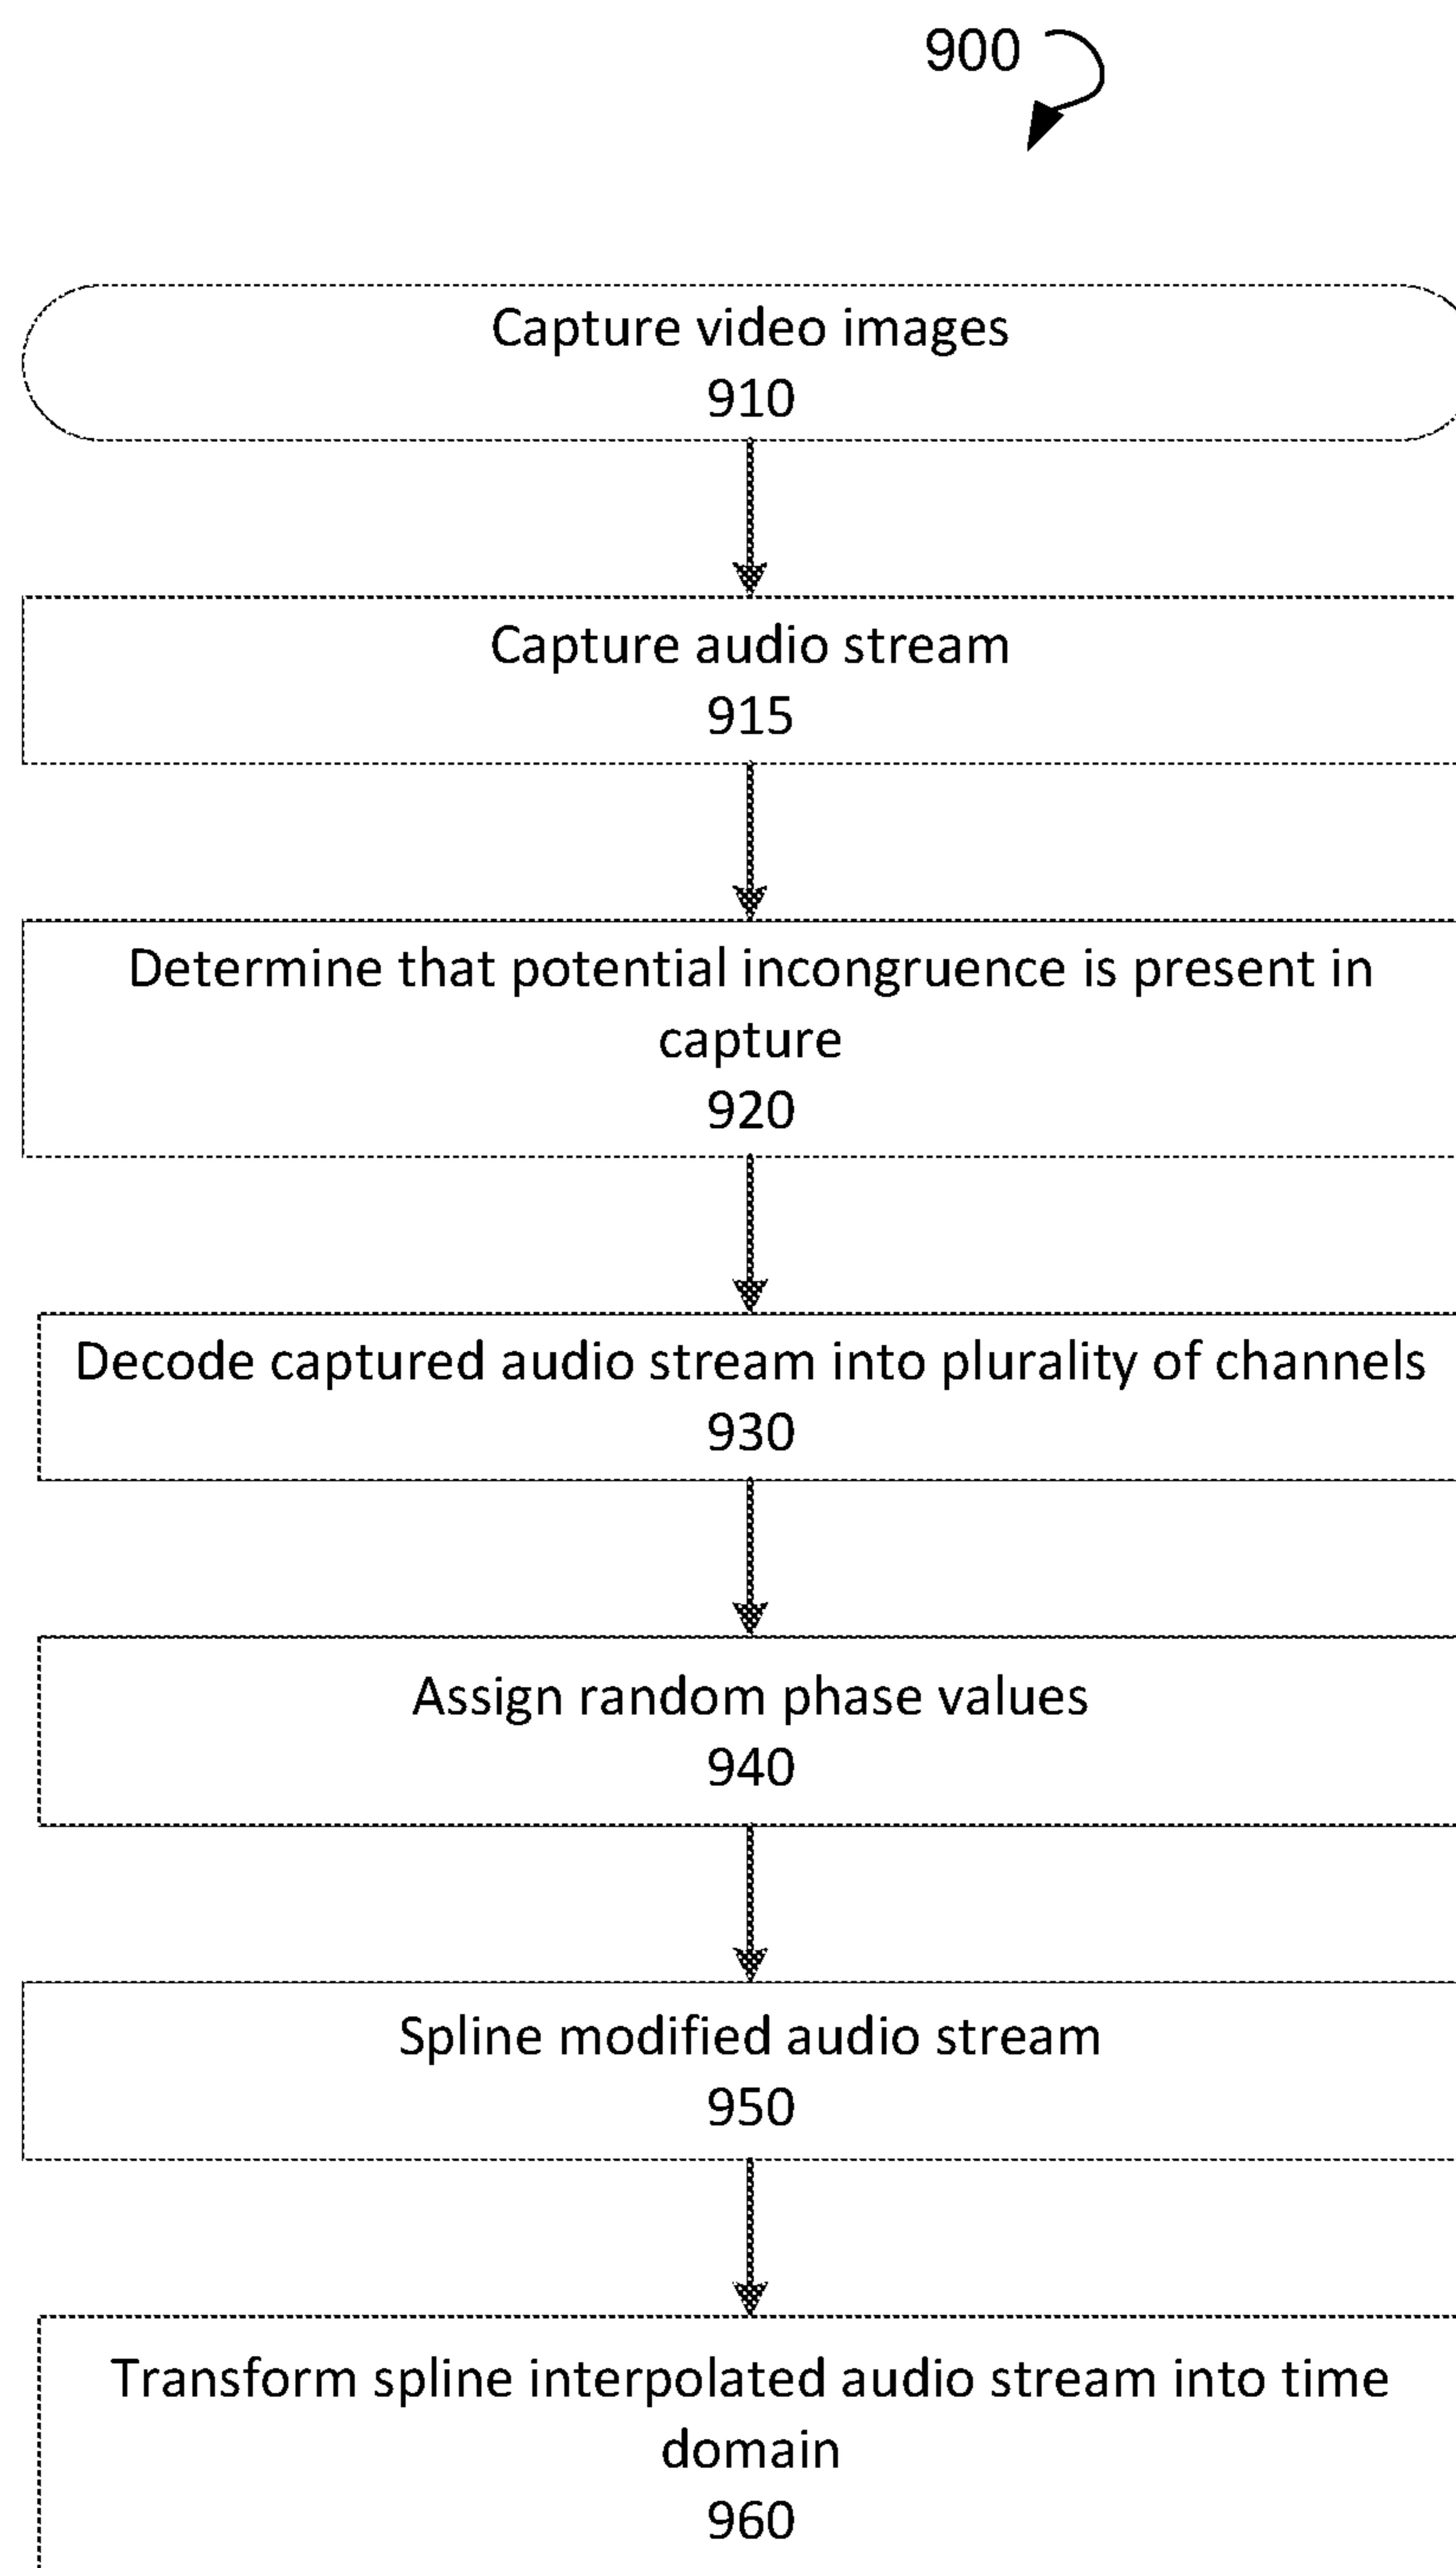 900
Capture video images
910
Capture audio stream
915
Determine that potential incongruence is present in
capture
920
Decode captured audio stream into plurality of channels
930
Assign random phase values
940
Spline modified audio stream
950
Transform spline interpolated audio stream into time
domain
960